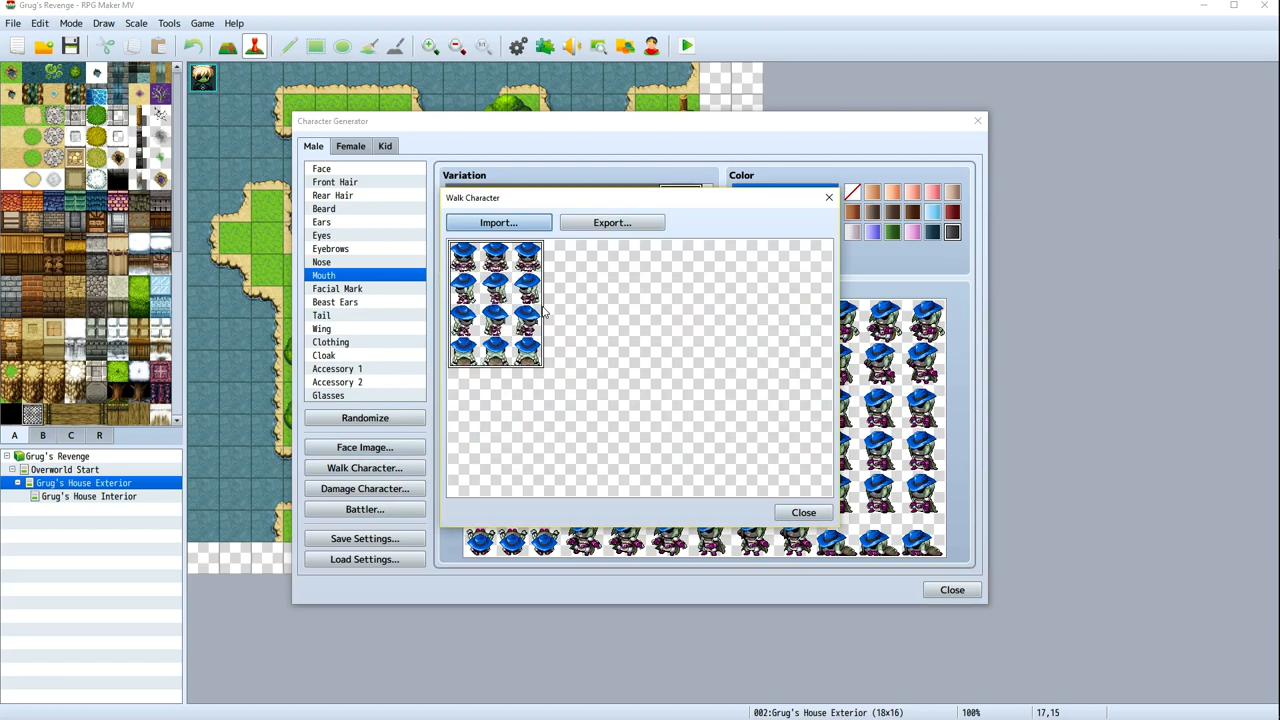 Grug's Revenge - RPG Maker MV
File Edit Mode Draw Scale Tools Game Help
Character Generator
Male Female Kid
Face
Front Hair
Rear Hair
Beard
Ears
Eyes
Eyebrows
Nose
Mouth
Facial Mark
Beast Ears
Tail
Wing
Clothing
Cloak
Accessory 1
Accessory 2
Glasses
Randomize
Face Image...
Walk Character...
Damage Character...
Battler...
Save Settings...
Load Settings...
Variation
Color
Walk Character
Import...
Export...
Close
Close
A B C R
Grug's Revenge
Overworld Start
Grug's House Exterior
Grug's House Interior
002:Grug's House Exterior (18x16) 100% 17,15